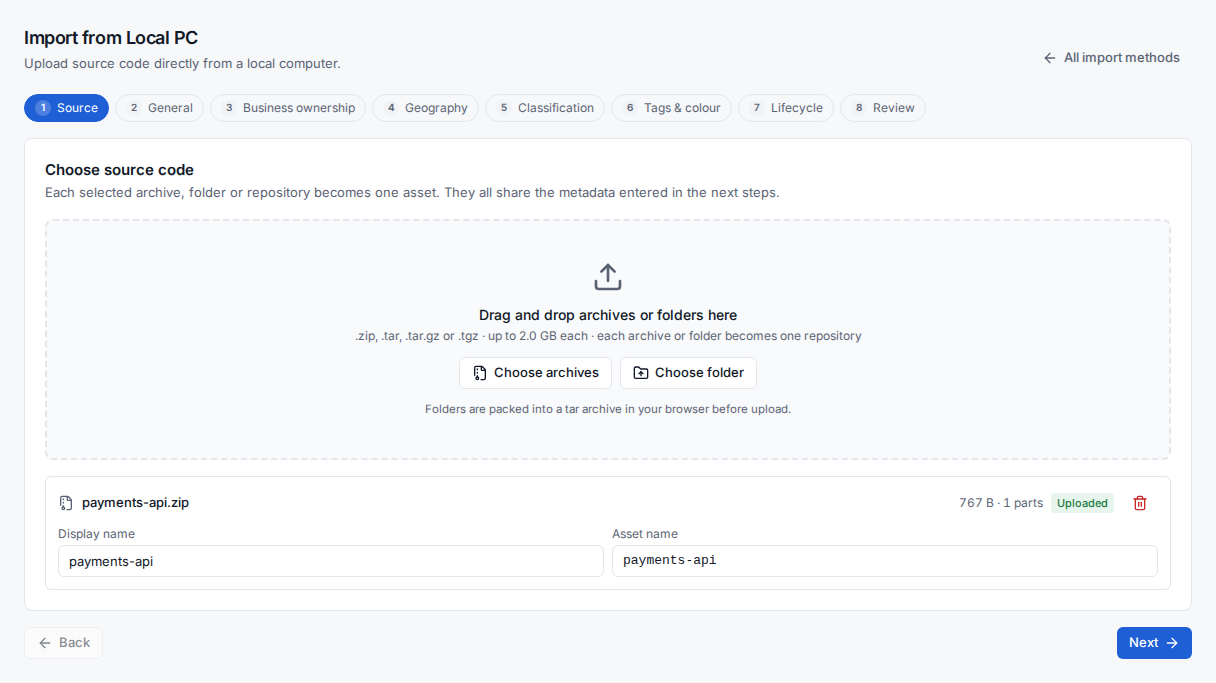 Import from Local PC
Upload source code directly from a local computer.
All import methods
1 Source
2 General
3 Business ownership
4 Geography
5 Classification
6 Tags & colour
7 Lifecycle
8 Review
Choose source code
Each selected archive, folder or repository becomes one asset. They all share the metadata entered in the next steps.
Drag and drop archives or folders here
.zip, .tar, .tar.gz or .tgz · up to 2.0 GB each · each archive or folder becomes one repository
Choose archives
Choose folder
Folders are packed into a tar archive in your browser before upload.
payments-api.zip
767 B · 1 parts
Uploaded
Display name
Asset name
payments-api
payments-api
Back
Next